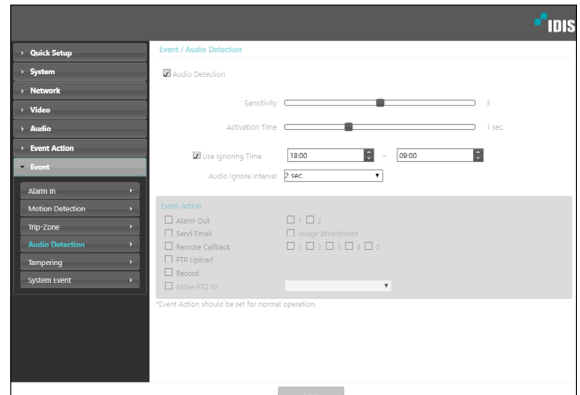 IDIS
Quick Setup
System
Network
Video
Audio
Event Action
Event
Alarm In
Motion Detection
Trip-Zone
Audio Detection
Tampering
System Event
Event / Audio Detection
Audio Detection
Sensitivity 3
Activation Time 1 sec.
Use Ignoring Time 18:00 ~ 09:00
Audio Ignore Interval 2 sec.
Event Action
Alarm Out 1 2
Send Email Image Attachment
Remote Callback 1 2 3 4 5
FTP Upload
Record
Move PTZ to
*Event Action should be set for normal operation.